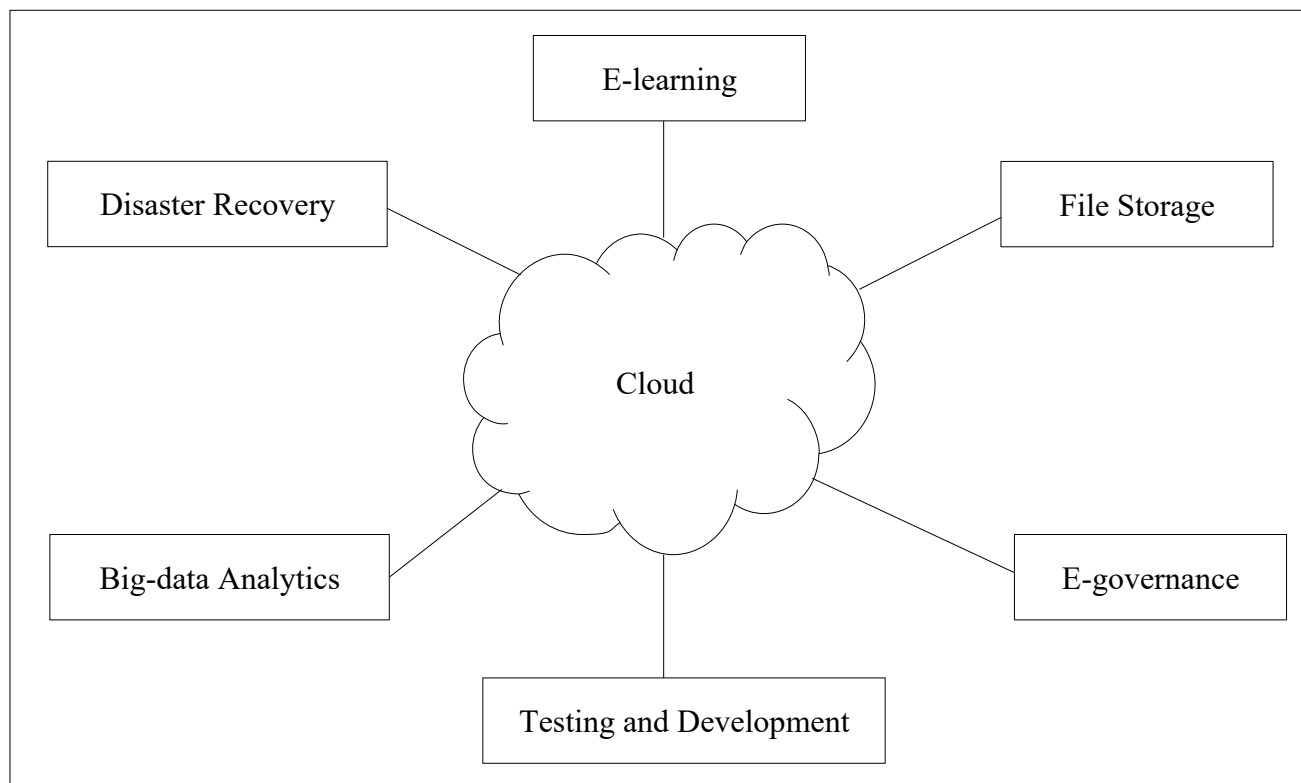 E-learning
Disaster Recovery
File Storage
Cloud
Big-data Analytics
E-governance
Testing and Development